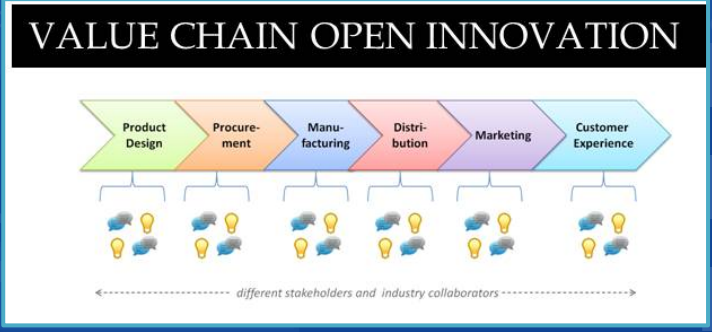 VALUE CHAIN OPEN INNOVATION
Product
Design
Procure-
ment
Manu-
facturing
Distri-
bution
Marketing
Customer
Experience
different stakeholders and industry collaborators